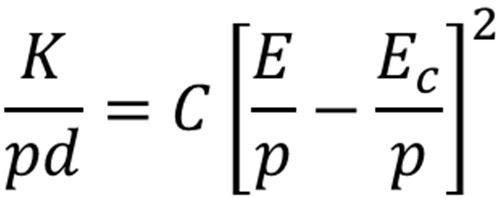 K/pd = C [E/p − E_c/p]^2